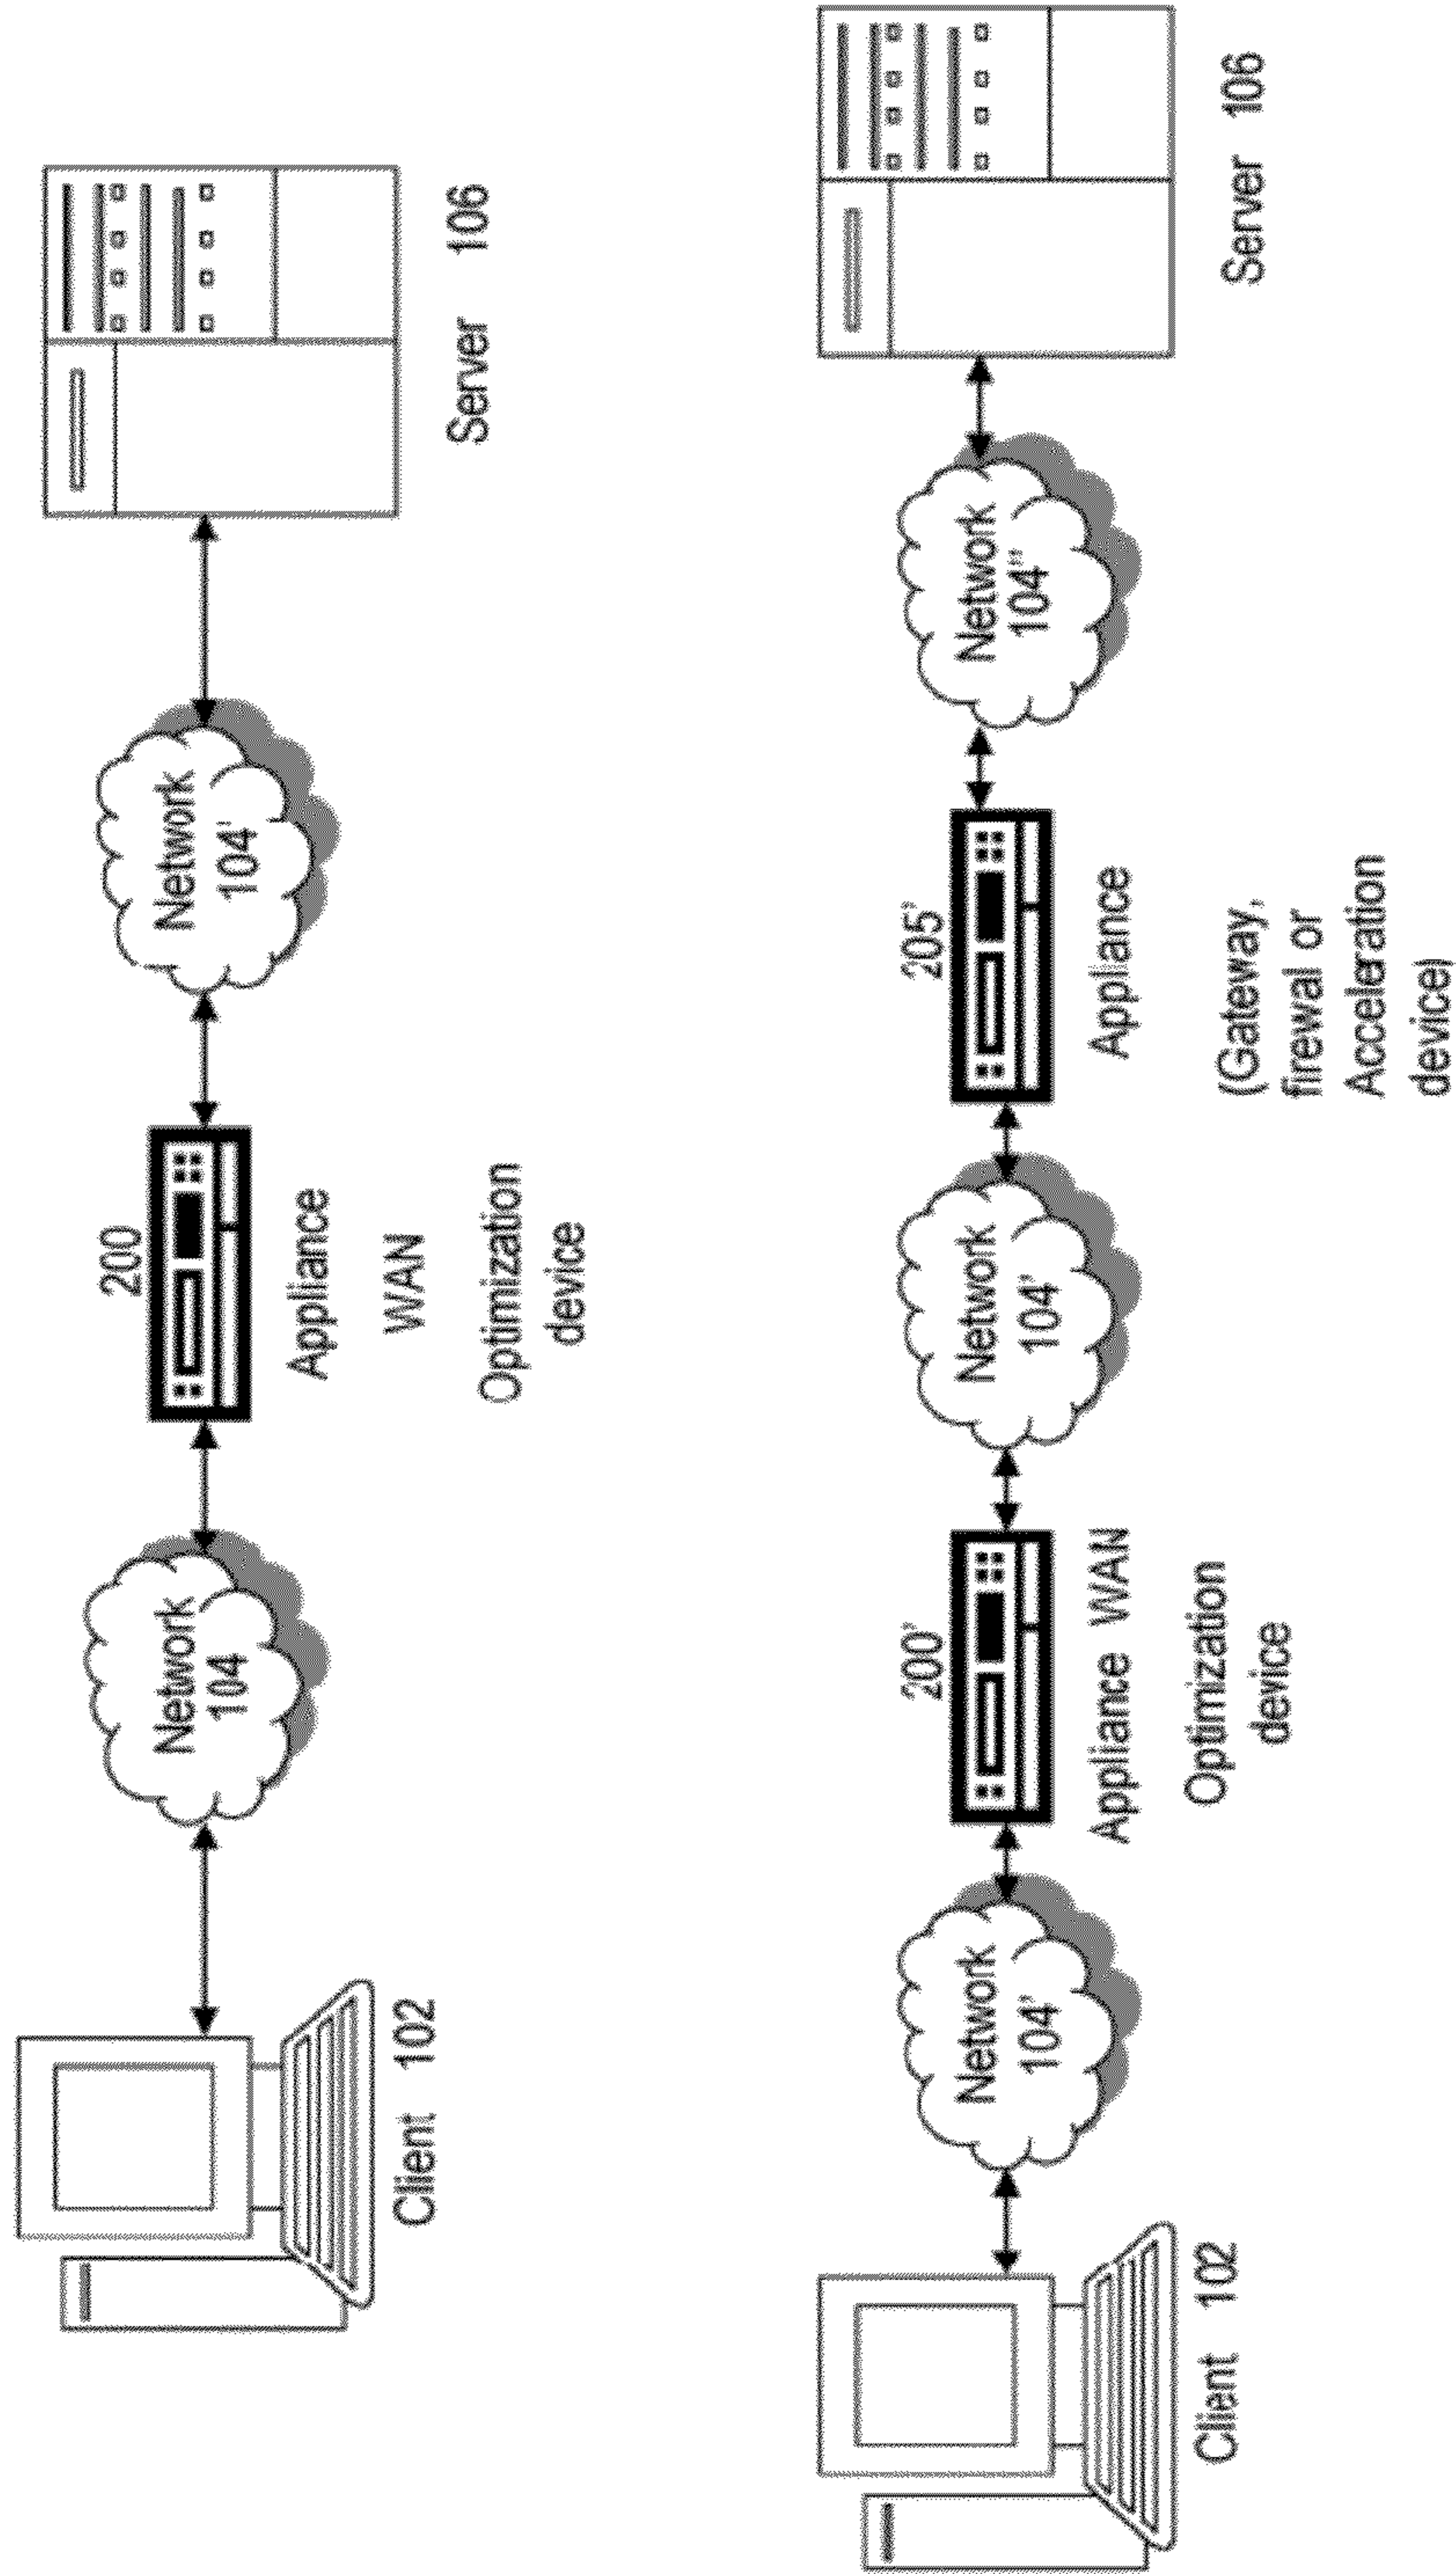 Client 102
Network
104
200
Appliance
WAN
Optimization
device
Network
104'
Server 106
Client 102
Network
104'
200'
Appliance WAN
Optimization
device
Network
104'
205'
Appliance
(Gateway,
firewal or
Acceleration
device)
Network
104"
Server 106